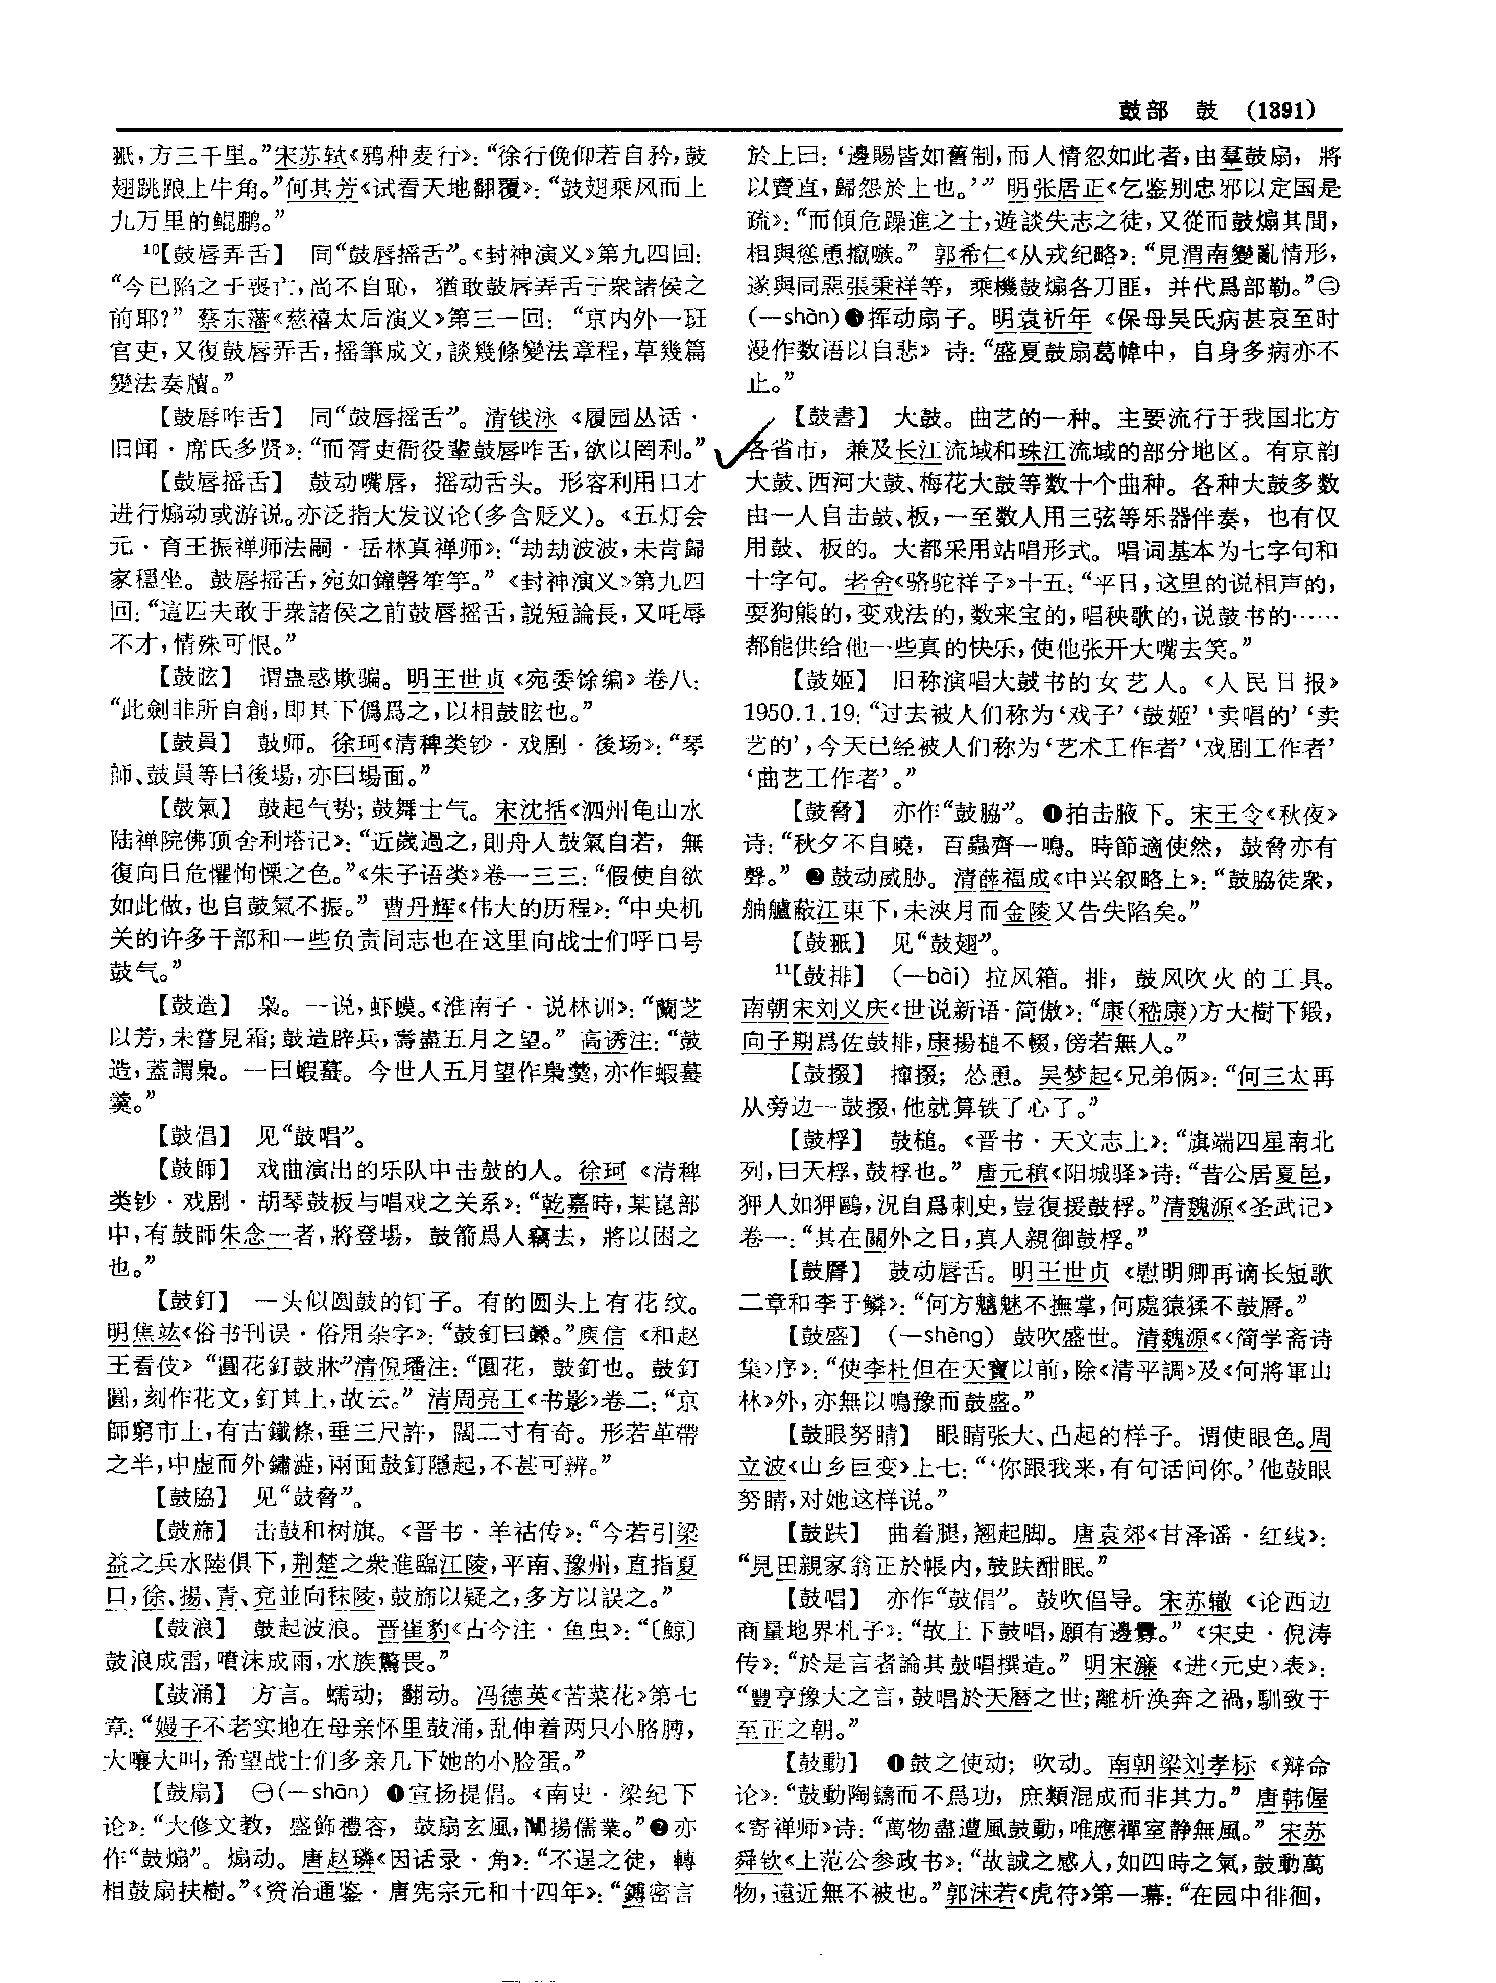 鼓部　鼓　(1391)
翄,方三千里。”宋苏轼《鸦种麦行》:“徐行俛仰若自矜,鼓
翅跳踉上牛角。”何其芳《试看天地翻覆》:“鼓翅乘风而上
九万里的鲲鹏。”
¹⁰【鼓唇弄舌】 同“鼓唇摇舌”。《封神演义》第九四回:
“今已陷之于喪亡,尚不自恥, 猶敢鼓唇弄舌于衆諸侯之
前耶?” 蔡东藩《慈禧太后演义》第三一回: “京内外一班
官吏,又復鼓唇弄舌,摇筆成文,談幾條變法章程,草幾篇
變法奏牘。”
【鼓唇咋舌】 同“鼓唇摇舌”。清钱泳《履园丛话·
旧闻·席氏多贤》:“而胥吏衙役輩鼓唇咋舌,欲以罔利。”
【鼓唇摇舌】 鼓动嘴唇, 摇动舌头。形容利用口才
进行煽动或游说。亦泛指大发议论(多含贬义)。《五灯会
元·育王振禅师法嗣·岳林真禅师》:“劫劫波波,未肯歸
家穩坐。鼓唇摇舌,宛如鐘磬笙竽。” 《封神演义》第九四
回:“這匹夫敢于衆諸侯之前鼓唇摇舌,説短論長,又叱辱
不才,情殊可恨。”
【鼓眩】 谓蛊惑欺骗。明王世贞《宛委馀编》卷八:
“此劍非所自創,即其下僞爲之,以相鼓眩也。”
【鼓員】 鼓师。徐珂《清稗类钞·戏剧·後场》:“琴
師、鼓員等曰後場,亦曰場面。”
【鼓氣】 鼓起气势;鼓舞士气。宋沈括《泗州龟山水
陆禅院佛顶舍利塔记》:“近歲過之,則舟人鼓氣自若, 無
復向日危懼恂慄之色。”《朱子语类》卷一三三:“假使自欲
如此做,也自鼓氣不振。” 曹丹辉《伟大的历程》:“中央机
关的许多干部和一些负责同志也在这里向战士们呼口号
鼓气。”
【鼓造】 枭。一说,虾蟆。《淮南子·说林训》:“蘭芝
以芳,未嘗見霜;鼓造辟兵,壽盡五月之望。” 高诱注:“鼓
造,蓋謂梟。一曰蝦蟇。今世人五月望作梟羹,亦作蝦蟇
羹。”
【鼓倡】 见“鼓唱”。
【鼓師】 戏曲演出的乐队中击鼓的人。徐珂《清稗
类钞·戏剧·胡琴鼓板与唱戏之关系》:“乾嘉時,某崑部
中,有鼓師朱念一者,將登場, 鼓箭爲人竊去, 將以困之
也。”
【鼓釘】 一头似圆鼓的钉子。有的圆头上有花纹。
明焦竑《俗书刊误·俗用杂字》:“鼓釘曰。”庾信《和赵
王看伎》“圓花釘鼓牀”清倪璠注:“圓花, 鼓釘也。鼓釘
圓,刻作花文,釘其上,故云。” 清周亮工《书影》卷二:“京
師窮市上,有古鐵條,垂三尺許, 闊二寸有奇。形若革帶
之半,中虚而外鏽澁,兩面鼓釘隱起,不甚可辨。”
【鼓脇】 见“鼓脅”。
【鼓旆】 击鼓和树旗。《晋书·羊祜传》:“今若引梁
益之兵水陸俱下,荆楚之衆進臨江陵,平南、豫州,直指夏
口,徐、揚、青、兗並向秣陵,鼓旆以疑之,多方以誤之。”
【鼓浪】 鼓起波浪。晋崔豹《古今注·鱼虫》:“〔鯨〕
鼓浪成雷,噴沫成雨,水族驚畏。”
【鼓涌】 方言。蠕动; 翻动。冯德英《苦菜花》第七
章:“嫚子不老实地在母亲怀里鼓涌,乱伸着两只小胳膊,
大嚷大叫,希望战士们多亲几下她的小脸蛋。”
【鼓扇】 ㊀(—shān) ❶宣扬提倡。《南史·梁纪下
论》:“大修文教, 盛飾禮容, 鼓扇玄風,闡揚儒業。”❷亦
作“鼓煽”。煽动。唐赵璘《因话录·角》:“不逞之徒, 轉
相鼓扇扶樹。”《资治通鉴·唐宪宗元和十四年》:“鎛密言
於上曰:‘邊賜皆如舊制,而人情忽如此者,由羣鼓扇, 將
以賣直,歸怨於上也。’” 明张居正《乞鉴别忠邪以定国是
疏》:“而傾危躁進之士,遊談失志之徒,又從而鼓煽其間,
相與慫恿攛嗾。” 郭希仁《从戎纪略》:“見渭南變亂情形,
遂與同惡張秉祥等, 乘機鼓煽各刀匪, 并代爲部勒。”㊁
(—shàn)❶挥动扇子。明袁祈年《保母吴氏病甚哀至时
漫作数语以自悲》诗:“盛夏鼓扇葛幃中, 自身多病亦不
止。”
【鼓書】 大鼓。曲艺的一种。主要流行于我国北方
各省市, 兼及长江流域和珠江流域的部分地区。有京韵
大鼓、西河大鼓、梅花大鼓等数十个曲种。各种大鼓多数
由一人自击鼓、板,一至数人用三弦等乐器伴奏, 也有仅
用鼓、板的。大都采用站唱形式。唱词基本为七字句和
十字句。老舍《骆驼祥子》十五:“平日,这里的说相声的,
耍狗熊的,变戏法的,数来宝的,唱秧歌的,说鼓书的……
都能供给他一些真的快乐,使他张开大嘴去笑。”
【鼓姬】 旧称演唱大鼓书的女艺人。《人民日报》
1950.1.19:“过去被人们称为‘戏子’‘鼓姬’‘卖唱的’‘卖
艺的’,今天已经被人们称为‘艺术工作者’‘戏剧工作者’
‘曲艺工作者’。”
【鼓脅】 亦作“鼓脇”。❶拍击腋下。宋王令《秋夜》
诗:“秋夕不自曉, 百蟲齊一鳴。時節適使然, 鼓脅亦有
聲。” ❷鼓动威胁。清薛福成《中兴叙略上》:“鼓脇徒衆,
舳艫蔽江東下,未浹月而金陵又告失陷矣。”
【鼓翄】 见“鼓翅”。
¹¹【鼓排】 (—bài) 拉风箱。排, 鼓风吹火的工具。
南朝宋刘义庆《世说新语·简傲》:“康(嵇康)方大樹下鍛,
向子期爲佐鼓排,康揚槌不輟,傍若無人。”
【鼓掇】 撺掇; 怂恿。吴梦起《兄弟俩》:“何三太再
从旁边一鼓掇,他就算铁了心了。”
【鼓桴】 鼓槌。《晋书·天文志上》:“旗端四星南北
列,曰天桴,鼓桴也。” 唐元稹《阳城驿》诗:“昔公居夏邑,
狎人如狎鷗,況自爲刺史,豈復援鼓桴。”清魏源《圣武记》
卷一:“其在關外之日,真人親御鼓桴。”
【鼓脣】 鼓动唇舌。明王世贞《慰明卿再谪长短歌
二章和李于鳞》:“何方魑魅不撫掌,何處猿猱不鼓脣。”
【鼓盛】 (—shèng) 鼓吹盛世。清魏源《〈简学斋诗
集〉序》:“使李杜但在天寶以前,除《清平調》及《何將軍山
林》外,亦無以鳴豫而鼓盛。”
【鼓眼努睛】 眼睛张大、凸起的样子。谓使眼色。周
立波《山乡巨变》上七:“‘你跟我来,有句话问你。’他鼓眼
努睛,对她这样说。”
【鼓趺】 曲着腿,翘起脚。唐袁郊《甘泽谣·红线》:
“見田親家翁正於帳内,鼓趺酣眠。”
【鼓唱】 亦作“鼓倡”。鼓吹倡导。宋苏辙《论西边
商量地界札子》:“故上下鼓唱,願有邊釁。” 《宋史·倪涛
传》:“於是言者論其鼓唱撰造。” 明宋濂《进〈元史〉表》:
“豐亨豫大之言,鼓唱於天曆之世;離析渙奔之禍,馴致于
至正之朝。”
【鼓動】 ❶鼓之使动; 吹动。南朝梁刘孝标《辩命
论》:“鼓動陶鑄而不爲功, 庶類混成而非其力。” 唐韩偓
《寄禅师》诗:“萬物盡遭風鼓動,唯應禪室静無風。” 宋苏
舜钦《上范公参政书》:“故誠之感人,如四時之氣,鼓動萬
物,遠近無不被也。”郭沫若《虎符》第一幕:“在园中徘徊,